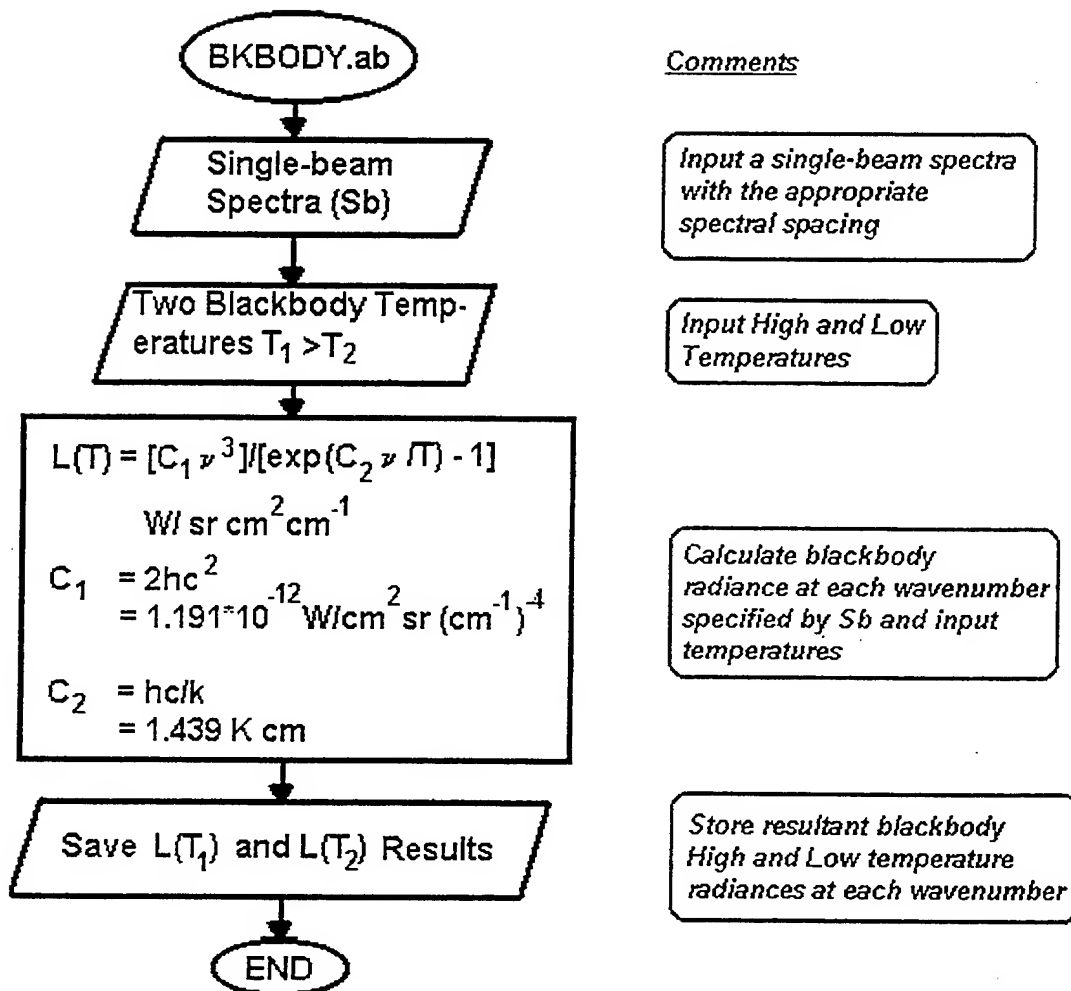 BKBODY.ab
Comments
Single-beam
Spectra {Sb}
Input a single-beam spectra
with the appropriate
spectral spacing
Two Blackbody Temp-
eratures T₁ >T₂
Input High and Low
Temperatures
L(T) = [C₁ ν ³]/[exp(C₂ ν /T) - 1]
W/ sr cm²cm⁻¹
C₁ = 2hc²
= 1.191*10⁻¹² W/cm² sr (cm⁻¹)⁻⁴
C₂ = hc/k
= 1.439 K cm
Calculate blackbody
radiance at each wavenumber
specified by Sb and input
temperatures
Save L(T₁) and L(T₂) Results
Store resultant blackbody
High and Low temperature
radiances at each wavenumber
END